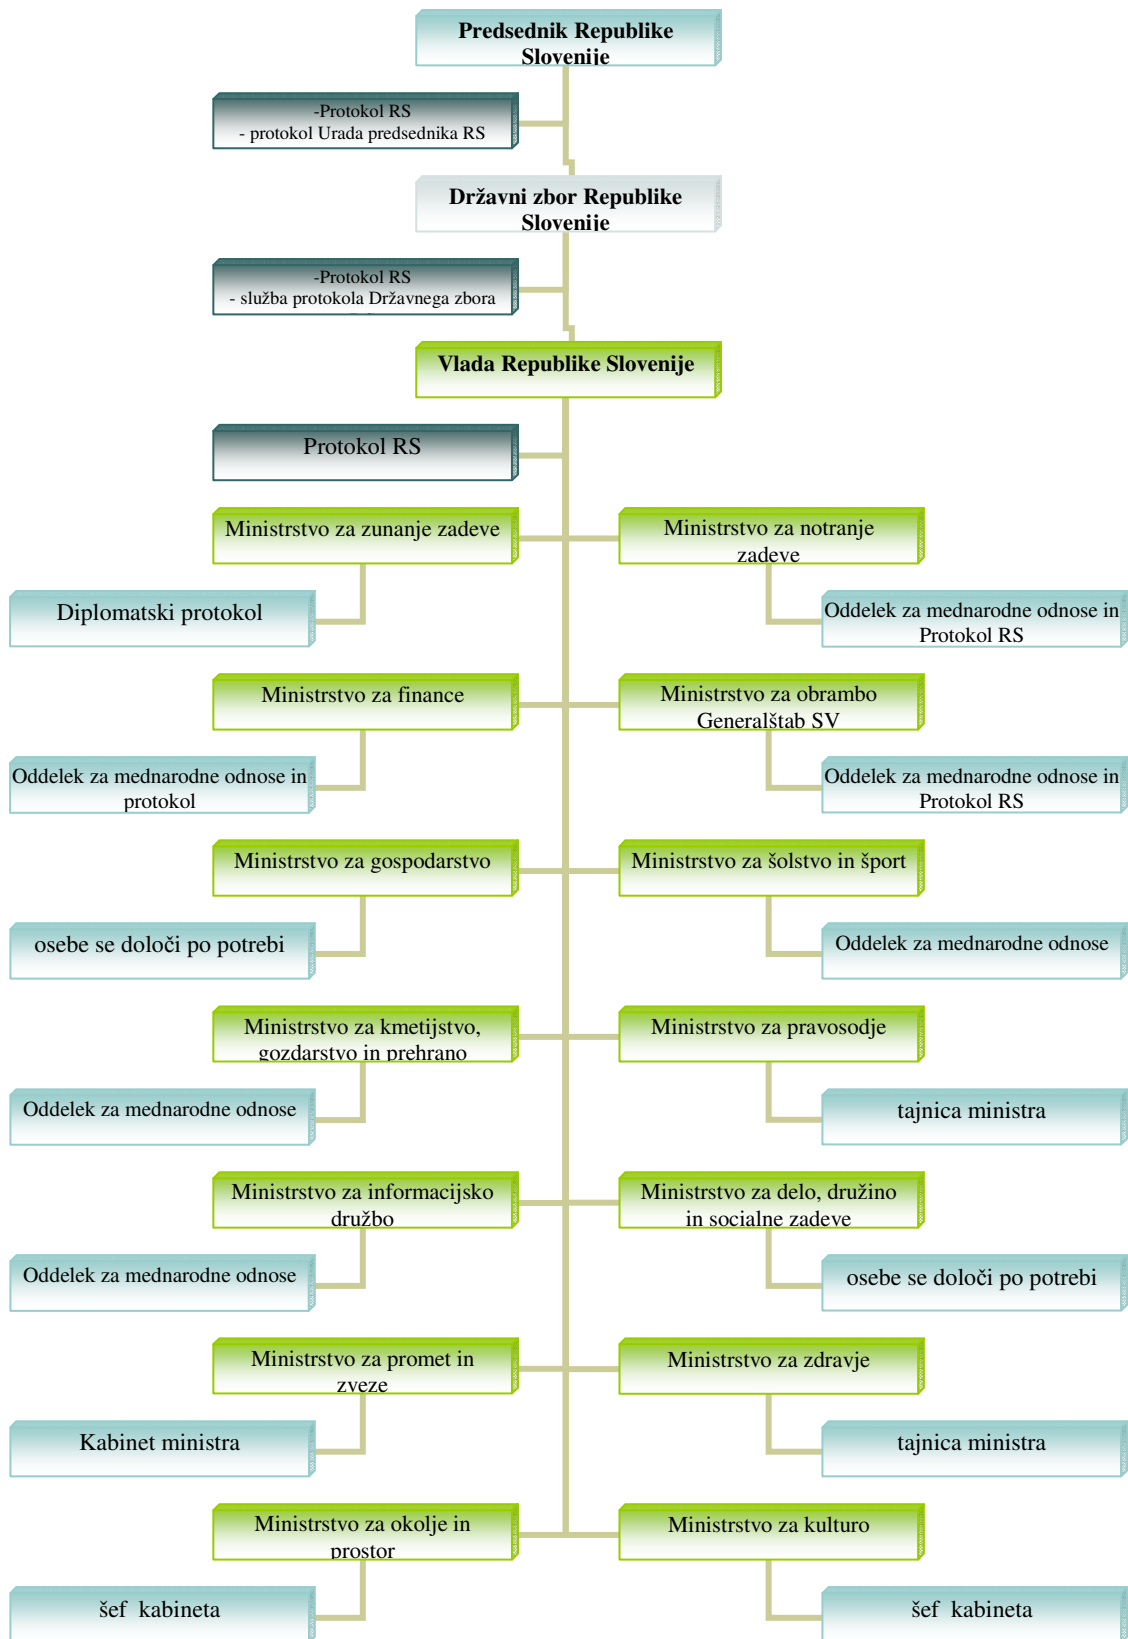 Predsednik Republike
Slovenije
-Protokol RS
- protokol Urada predsednika RS
Državni zbor Republike
Slovenije
-Protokol RS
- služba protokola Državnega zbora
Vlada Republike Slovenije
Protokol RS
Ministrstvo za zunanje zadeve
Ministrstvo za notranje
zadeve
Diplomatski protokol
Oddelek za mednarodne odnose in
Protokol RS
Ministrstvo za finance
Ministrstvo za obrambo
Generalštab SV
Oddelek za mednarodne odnose in
protokol
Oddelek za mednarodne odnose in
Protokol RS
Ministrstvo za gospodarstvo
Ministrstvo za šolstvo in šport
osebe se določi po potrebi
Oddelek za mednarodne odnose
Ministrstvo za kmetijstvo,
gozdarstvo in prehrano
Ministrstvo za pravosodje
Oddelek za mednarodne odnose
tajnica ministra
Ministrstvo za informacijsko
družbo
Ministrstvo za delo, družino
in socialne zadeve
Oddelek za mednarodne odnose
osebe se določi po potrebi
Ministrstvo za promet in
zveze
Ministrstvo za zdravje
Kabinet ministra
tajnica ministra
Ministrstvo za okolje in
prostor
Ministrstvo za kulturo
šef  kabineta
šef  kabineta